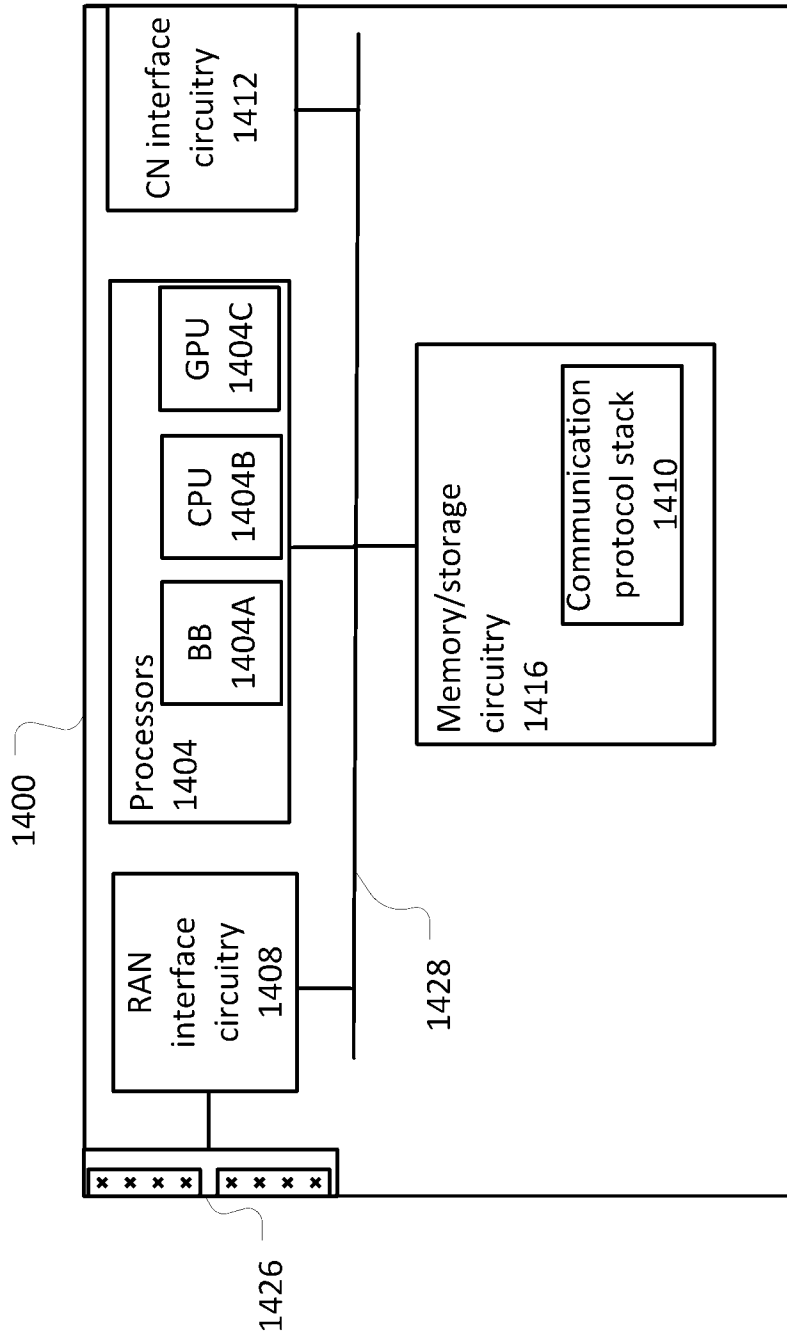 1400
Processors
1404
BB
1404A
CPU
1404B
GPU
1404C
RAN
interface
circuitry
1408
CN interface
circuitry
1412
1426
x x x x
x x x x
1428
Memory/storage
circuitry
1416
Communication
protocol stack
1410